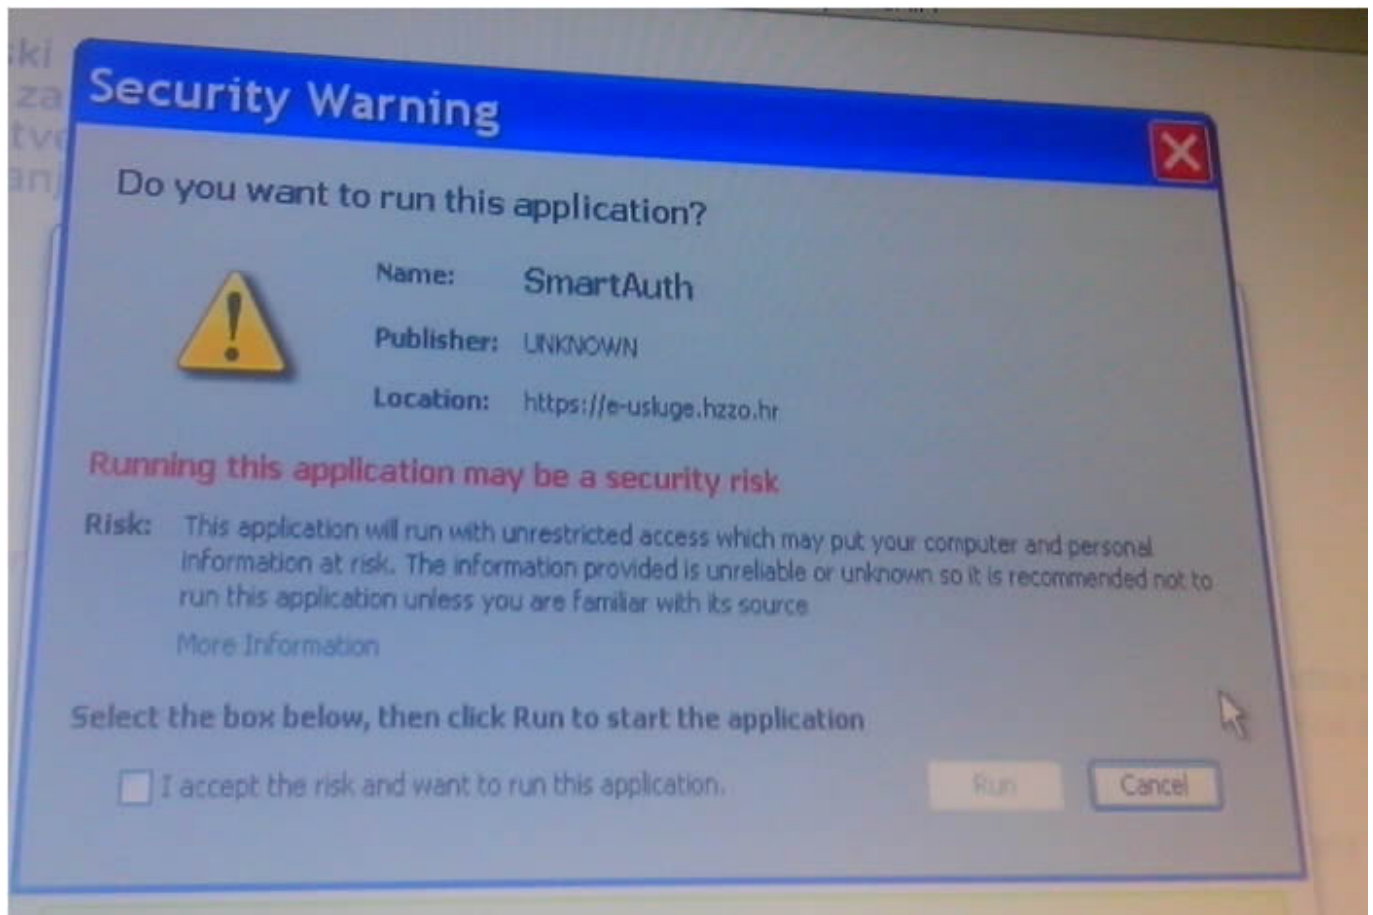 ski
za
tvo
anj
Security Warning
Do you want to run this application?
Name: SmartAuth
Publisher: UNKNOWN
Location: https://e-usluge.hzzo.hr
Running this application may be a security risk
Risk: This application will run with unrestricted access which may put your computer and personal
information at risk. The information provided is unreliable or unknown so it is recommended not to
run this application unless you are familiar with its source
More Information
Select the box below, then click Run to start the application
I accept the risk and want to run this application.
Run
Cancel